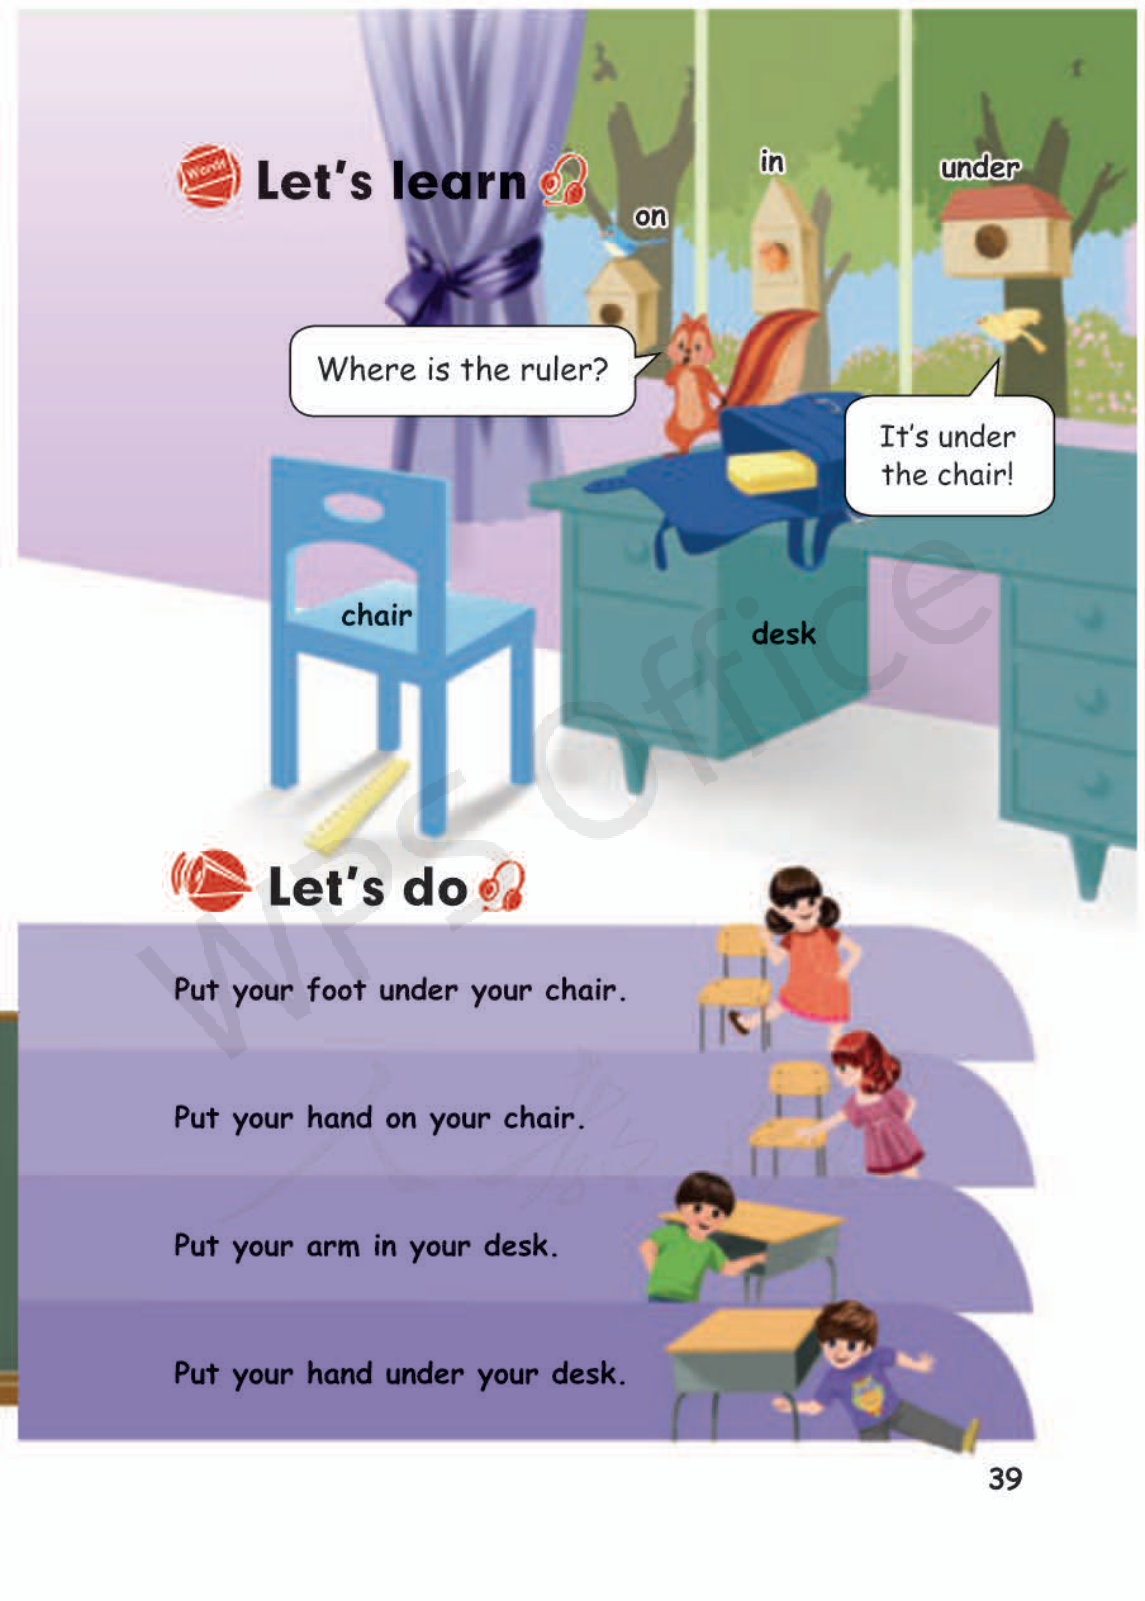 Words
Let's learn
in
under
on
Where is the ruler?
It's under
the chair!
chair
desk
WPS Office
Let's do
Put your foot under your chair.
Put your hand on your chair.
Put your arm in your desk.
Put your hand under your desk.
39